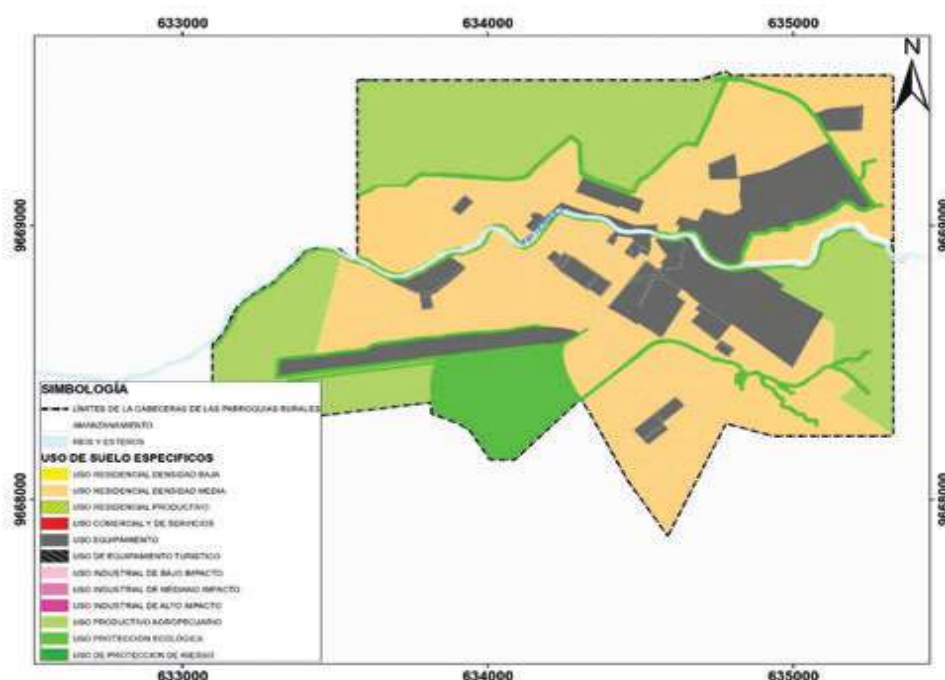 633000 634000 635000
N
9669000 9669000
SIMBOLOGÍA
LÍMITES DE LA CABECERAS DE LAS PARROQUIAS RURALES
AMANZANAMIENTO
RIOS Y ESTEROS
USO DE SUELO ESPECIFICOS
USO RESIDENCIAL DENSIDAD BAJA
USO RESIDENCIAL DENSIDAD MEDIA
USO RESIDENCIAL PRODUCTIVO
USO COMERCIAL Y DE SERVICIOS
9668000 9668000
USO EQUIPAMIENTO
USO DE EQUIPAMIENTO TURISTICO
USO INDUSTRIAL DE BAJO IMPACTO
USO INDUSTRIAL DE MEDIANO IMPACTO
USO INDUSTRIAL DE ALTO IMPACTO
USO PRODUCTIVO AGROPECUARIO
USO PROTECCION ECOLÓGICA
USO DE PROTECCION DE RIESGO
633000 634000 635000